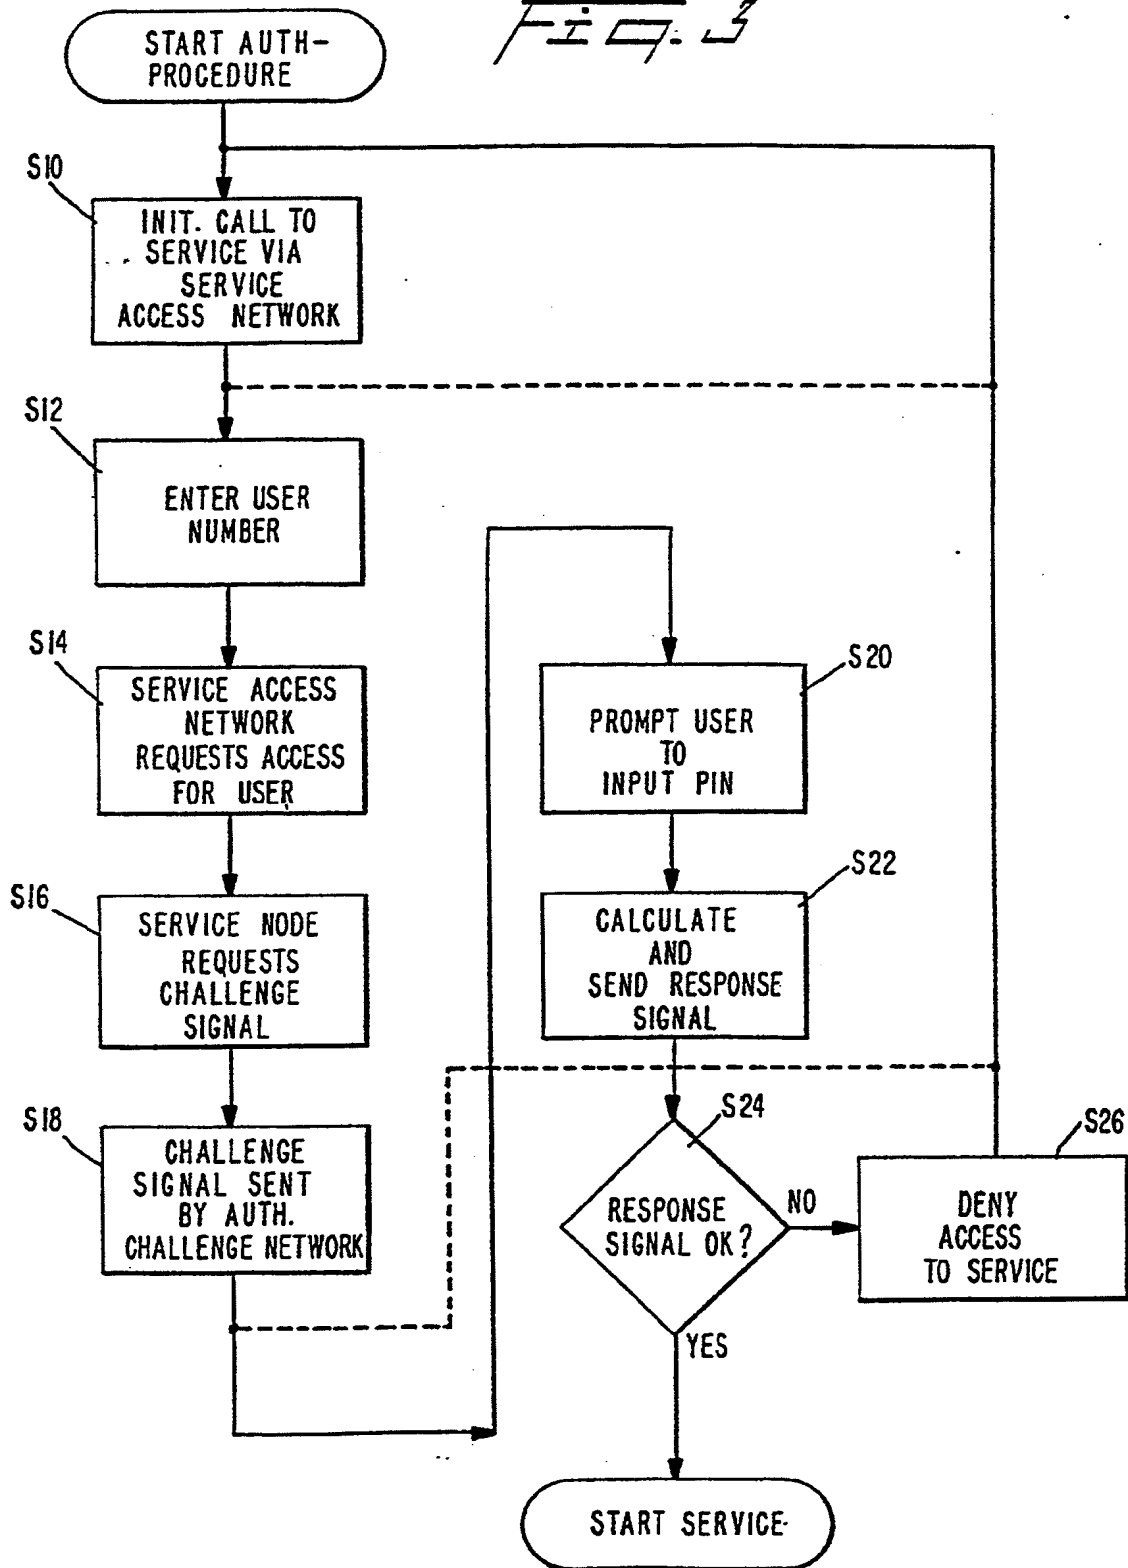 Fig. 3
START AUTH-
PROCEDURE
S10
INIT. CALL TO
SERVICE VIA
SERVICE
ACCESS NETWORK
S12
ENTER USER
NUMBER
S14
SERVICE ACCESS
NETWORK
REQUESTS ACCESS
FOR USER
S16
SERVICE NODE
REQUESTS
CHALLENGE
SIGNAL
S18
CHALLENGE
SIGNAL SENT
BY AUTH.
CHALLENGE NETWORK
S20
PROMPT USER
TO
INPUT PIN
S22
CALCULATE
AND
SEND RESPONSE
SIGNAL
S24
RESPONSE
SIGNAL OK?
NO
YES
S26
DENY
ACCESS
TO SERVICE
START SERVICE